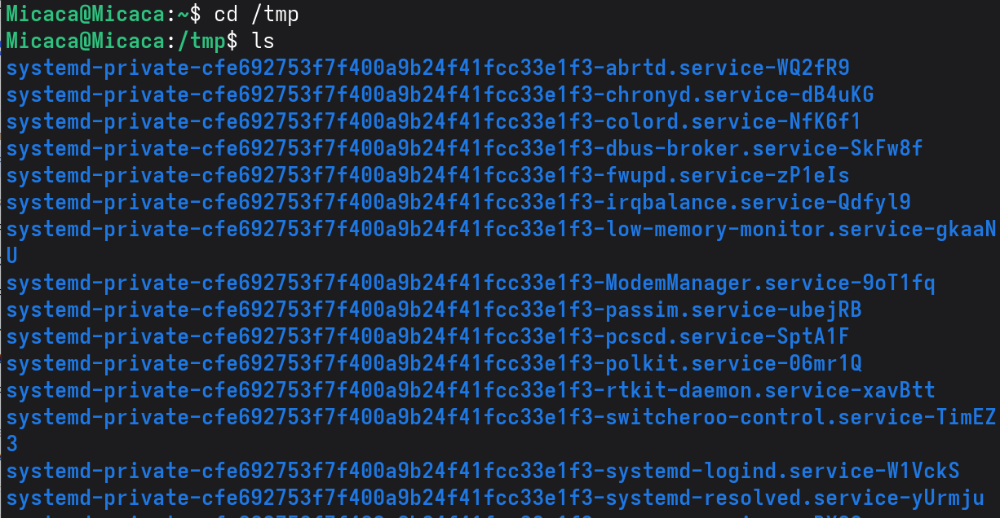 Micaca@Micaca:~$ cd /tmp
Micaca@Micaca:/tmp$ ls
systemd-private-cfe692753f7f400a9b24f41fcc33e1f3-abrtd.service-WQ2fR9
systemd-private-cfe692753f7f400a9b24f41fcc33e1f3-chronyd.service-dB4uKG
systemd-private-cfe692753f7f400a9b24f41fcc33e1f3-colord.service-NfK6f1
systemd-private-cfe692753f7f400a9b24f41fcc33e1f3-dbus-broker.service-SkFw8f
systemd-private-cfe692753f7f400a9b24f41fcc33e1f3-fwupd.service-zP1eIs
systemd-private-cfe692753f7f400a9b24f41fcc33e1f3-irqbalance.service-Qdfyl9
systemd-private-cfe692753f7f400a9b24f41fcc33e1f3-low-memory-monitor.service-gkaaN
U
systemd-private-cfe692753f7f400a9b24f41fcc33e1f3-ModemManager.service-9oT1fq
systemd-private-cfe692753f7f400a9b24f41fcc33e1f3-passim.service-ubejRB
systemd-private-cfe692753f7f400a9b24f41fcc33e1f3-pcscd.service-SptA1F
systemd-private-cfe692753f7f400a9b24f41fcc33e1f3-polkit.service-06mr1Q
systemd-private-cfe692753f7f400a9b24f41fcc33e1f3-rtkit-daemon.service-xavBtt
systemd-private-cfe692753f7f400a9b24f41fcc33e1f3-switcheroo-control.service-TimEZ
3
systemd-private-cfe692753f7f400a9b24f41fcc33e1f3-systemd-logind.service-W1VckS
systemd-private-cfe692753f7f400a9b24f41fcc33e1f3-systemd-resolved.service-yUrmju